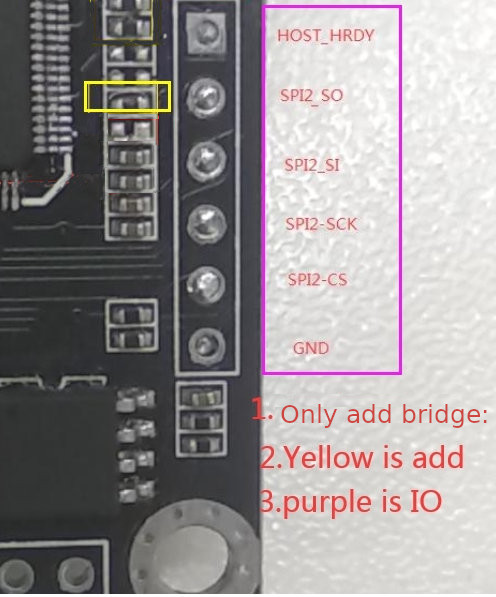 HOST_HRDY
SPI2_SO
SPI2_SI
SPI2-SCK
SPI2-CS
GND
1. Only add bridge:
2.Yellow is add
3.purple is IO